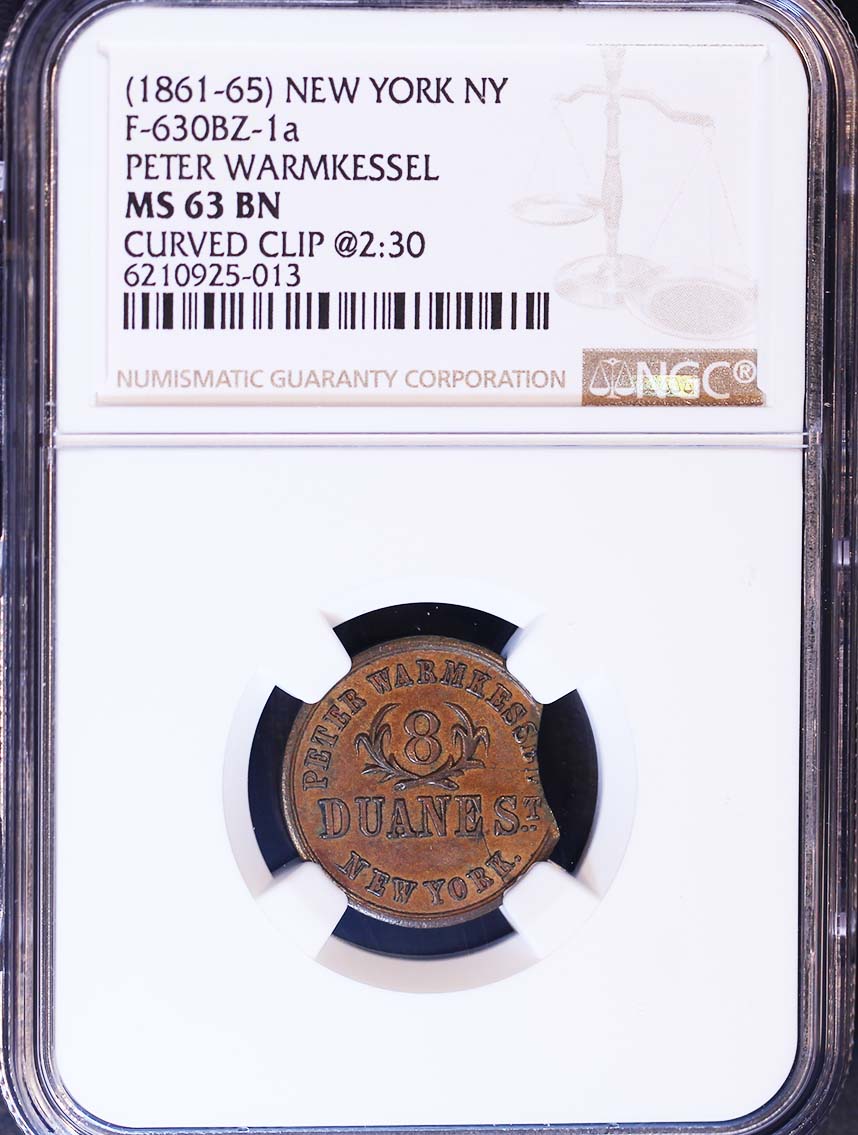 (1861-65) NEW YORK NY
F-630BZ-1a
PETER WARMKESSEL
MS 63 BN
CURVED CLIP @2:30
6210925-013
NUMISMATIC GUARANTY CORPORATION
NGC®
PETER WARMKESSE
8
DUANE ST.
NEW YORK.